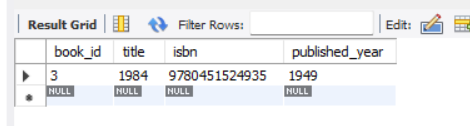 Result Grid Filter Rows: Edit:
book_id title isbn published_year
3 1984 9780451524935 1949
NULL NULL NULL NULL